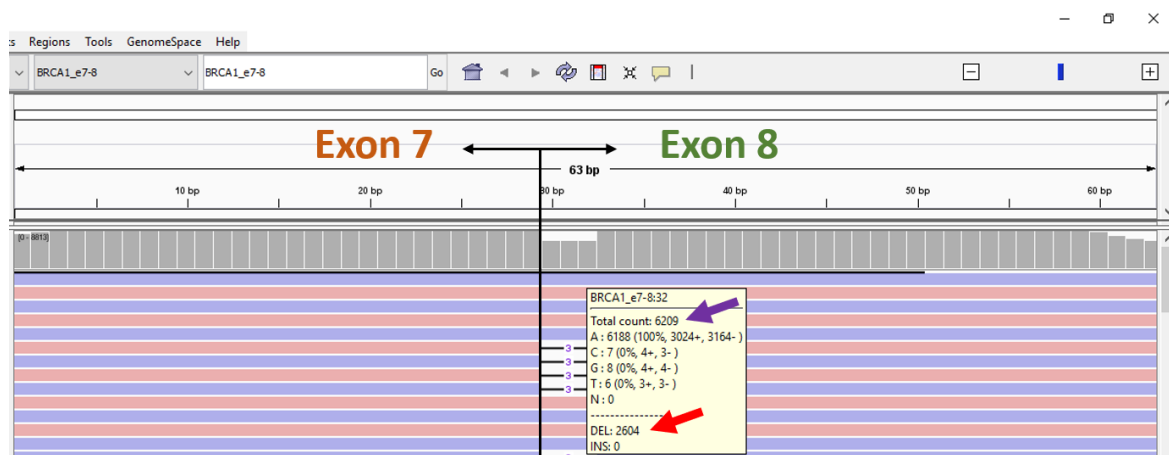 Regions Tools GenomeSpace Help
BRCA1_e7-8 BRCA1_e7-8 Go
Exon 7 Exon 8
63 bp
10 bp 20 bp 30 bp 40 bp 50 bp 60 bp
[0 - 8813]
BRCA1_e7-8:32
Total count: 6209
A : 6188 (100%, 3024+, 3164- )
3 C : 7 (0%, 4+, 3- )
3 G : 8 (0%, 4+, 4- )
3 T : 6 (0%, 3+, 3- )
3 N : 0
---------------
DEL: 2604
INS: 0